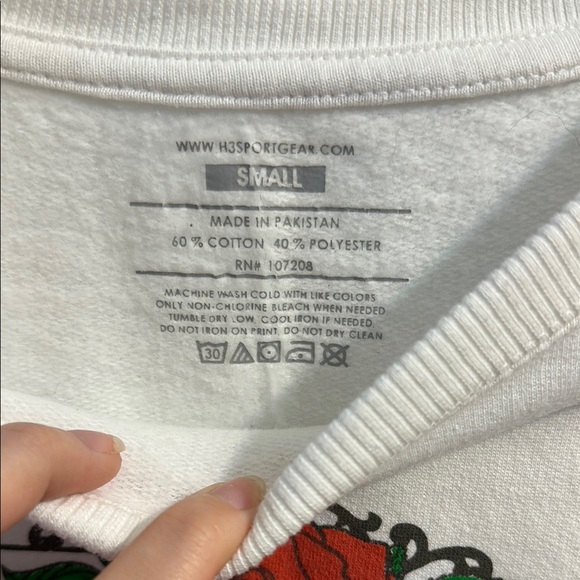 WWW.H3SPORTGEAR.COM
SMALL
MADE IN PAKISTAN
60 % COTTON 40 % POLYESTER
RN# 107208
MACHINE WASH COLD WITH LIKE COLORS
ONLY NON-CHLORINE BLEACH WHEN NEEDED
TUMBLE DRY LOW. COOL IRON IF NEEDED.
DO NOT IRON ON PRINT. DO NOT DRY CLEAN
30